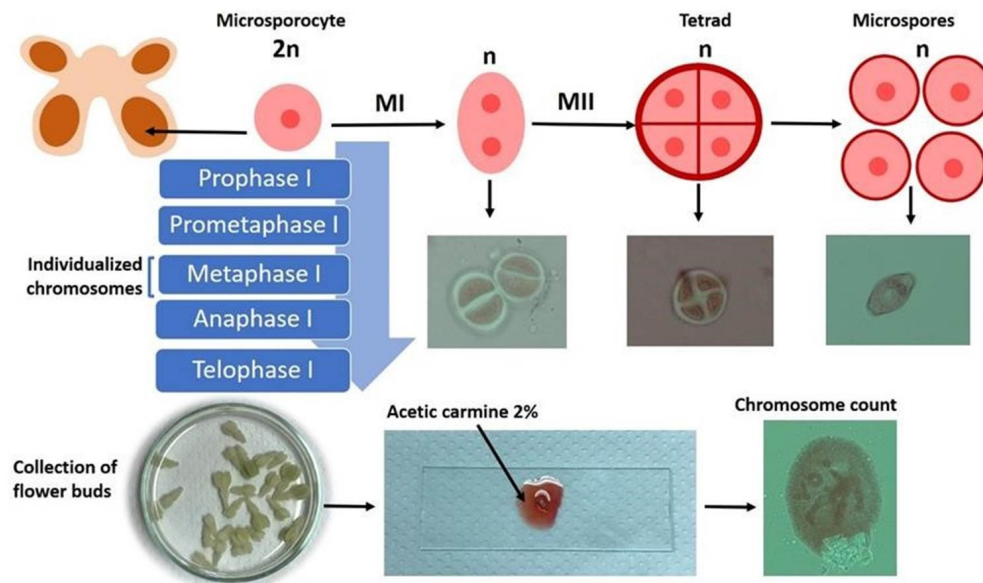 Microsporocyte
2n
n
Tetrad
n
Microspores
n
MI
MII
Prophase I
Prometaphase I
Individualized
chromosomes
Metaphase I
Anaphase I
Telophase I
Collection of
flower buds
Acetic carmine 2%
Chromosome count